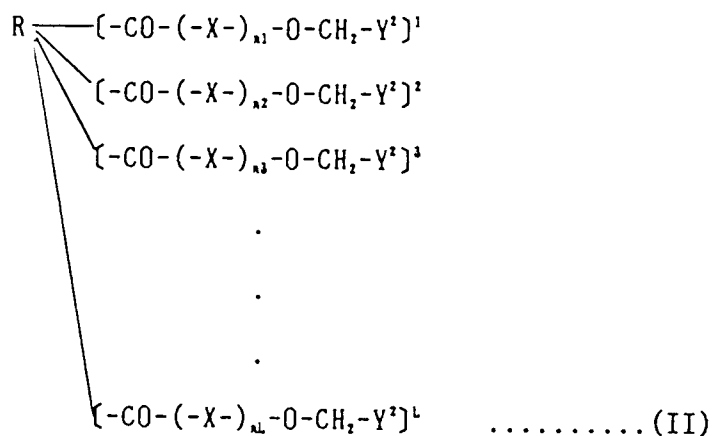 R [-CO-(-X-)ₙ₁-O-CH₂-Y²]¹
[-CO-(-X-)ₙ₂-O-CH₂-Y²]²
[-CO-(-X-)ₙ₃-O-CH₂-Y²]³
.
.
.
[-CO-(-X-)ₙL-O-CH₂-Y²]ᴸ ..........(II)